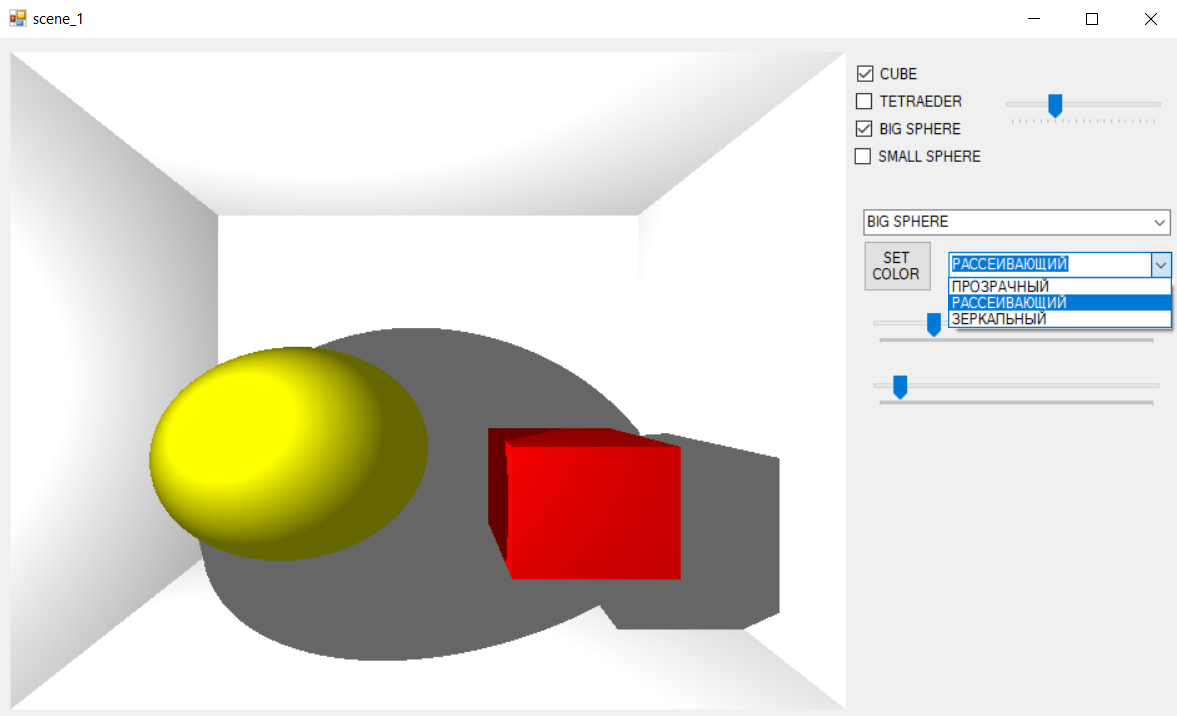 scene_1
CUBE
TETRAEDER
BIG SPHERE
SMALL SPHERE
BIG SPHERE
SET
COLOR
РАССЕИВАЮЩИЙ
ПРОЗРАЧНЫЙ
РАССЕИВАЮЩИЙ
ЗЕРКАЛЬНЫЙ